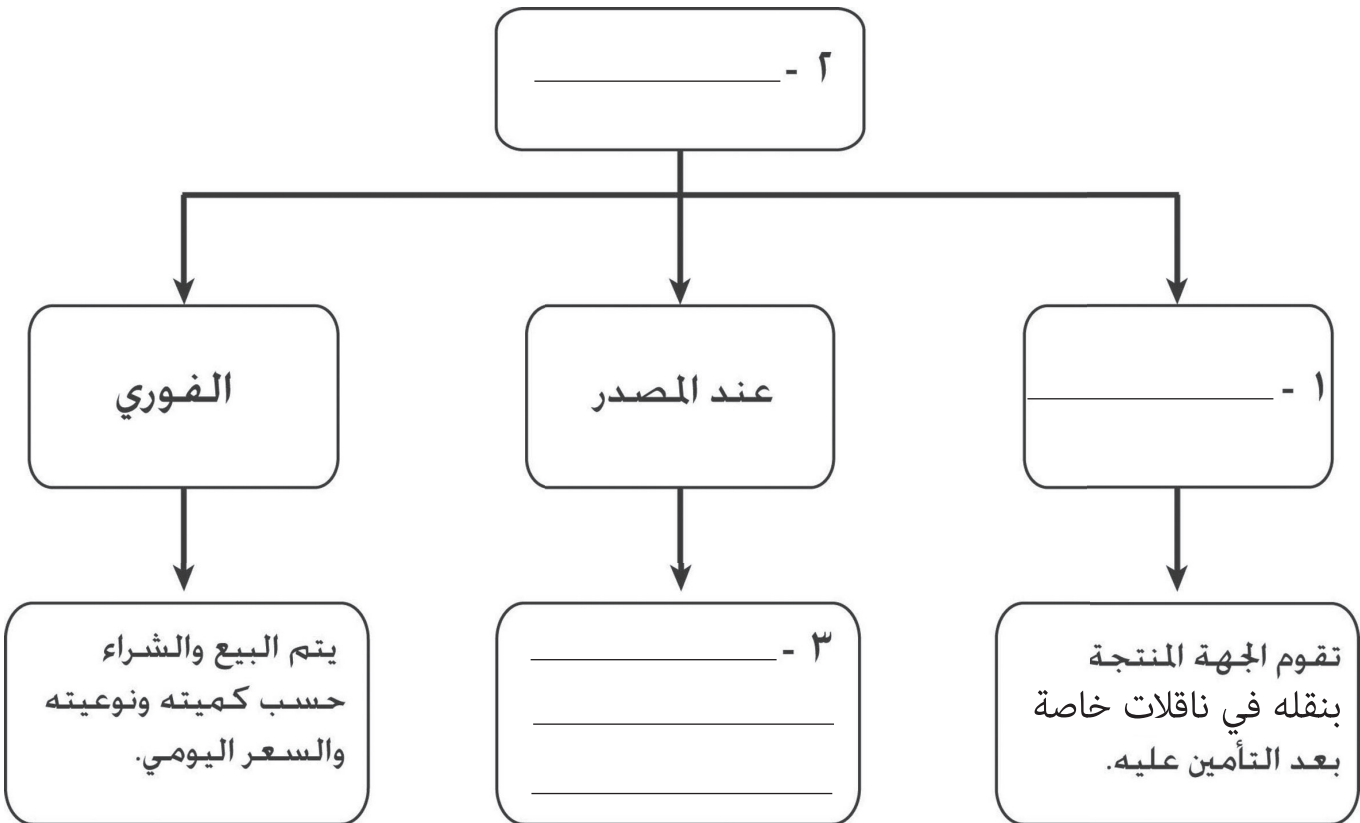 ٢ -
١ -
عند المصدر
الفوري
تقوم الجهة المنتجة
بنقله في ناقلات خاصة
بعد التأمين عليه.
٣ -
يتم البيع والشراء
حسب كميته ونوعيته
والسعر اليومي.